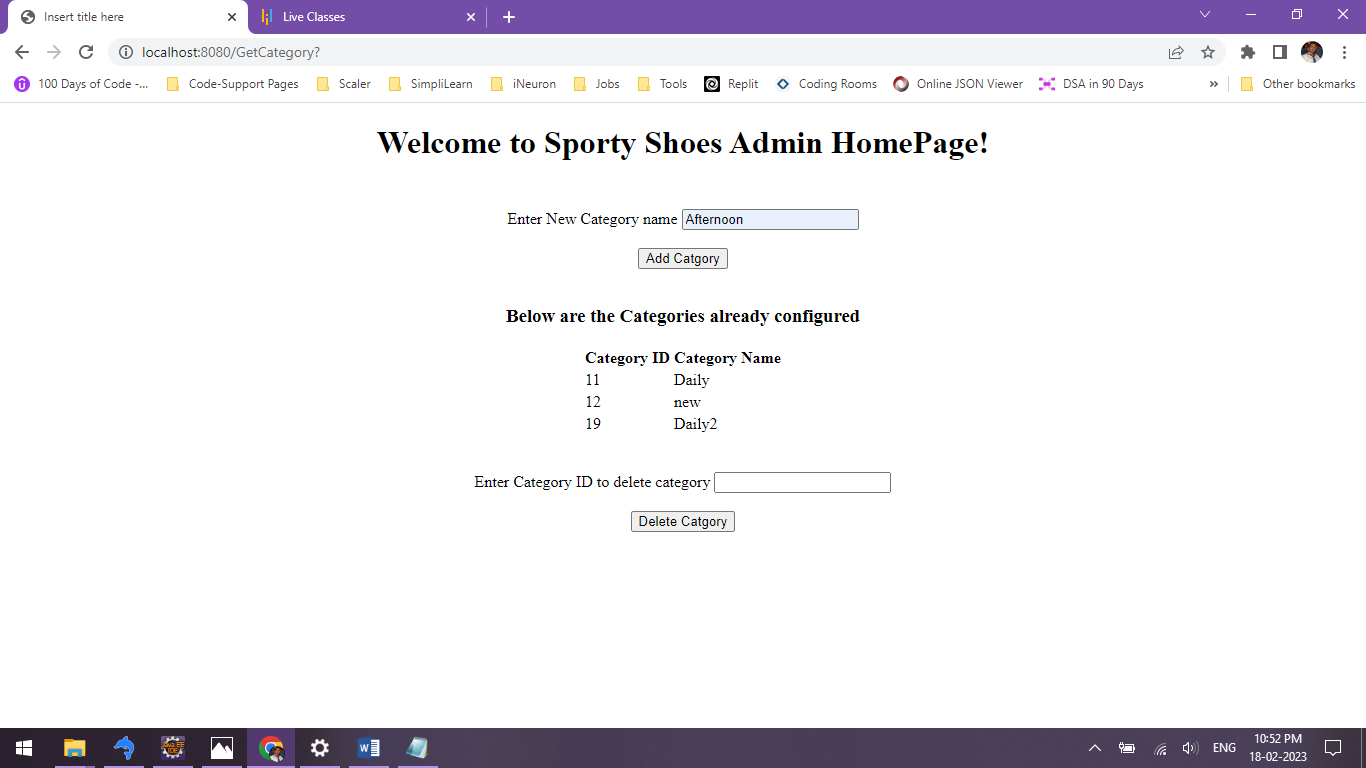 Insert title here
Live Classes
localhost:8080/GetCategory?
100 Days of Code -...
Code-Support Pages
Scaler
SimpliLearn
iNeuron
Jobs
Tools
Replit
Coding Rooms
Online JSON Viewer
DSA in 90 Days
»
Other bookmarks
Welcome to Sporty Shoes Admin HomePage!
Enter New Category name Afternoon
Add Catgory
Below are the Categories already configured
Category ID Category Name
11 Daily
12 new
19 Daily2
Enter Category ID to delete category
Delete Catgory
ENG
10:52 PM
18-02-2023